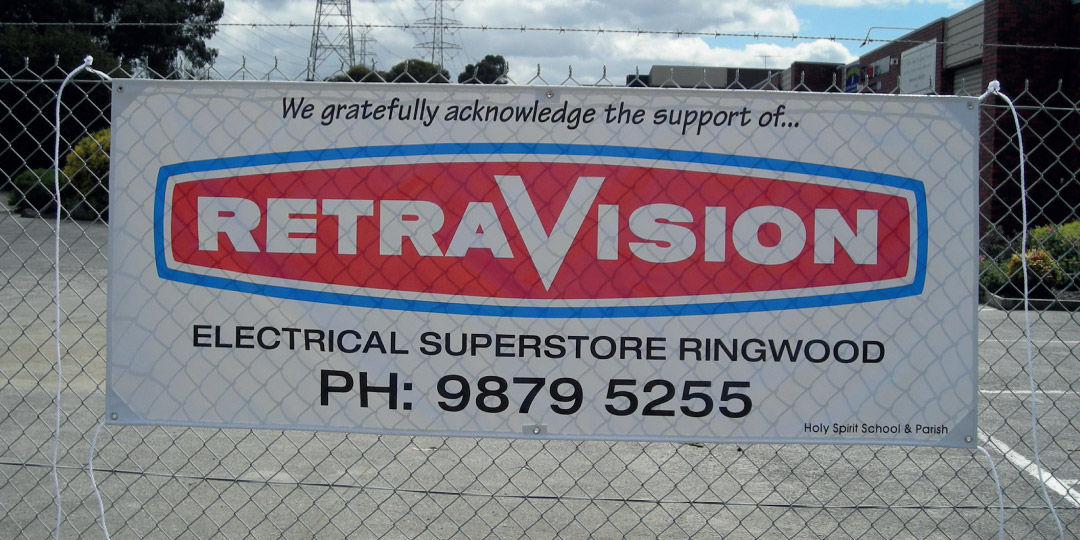 We gratefully acknowledge the support of...
RETRAVISION
ELECTRICAL SUPERSTORE RINGWOOD
PH: 9879 5255
Holy Spirit School & Parish